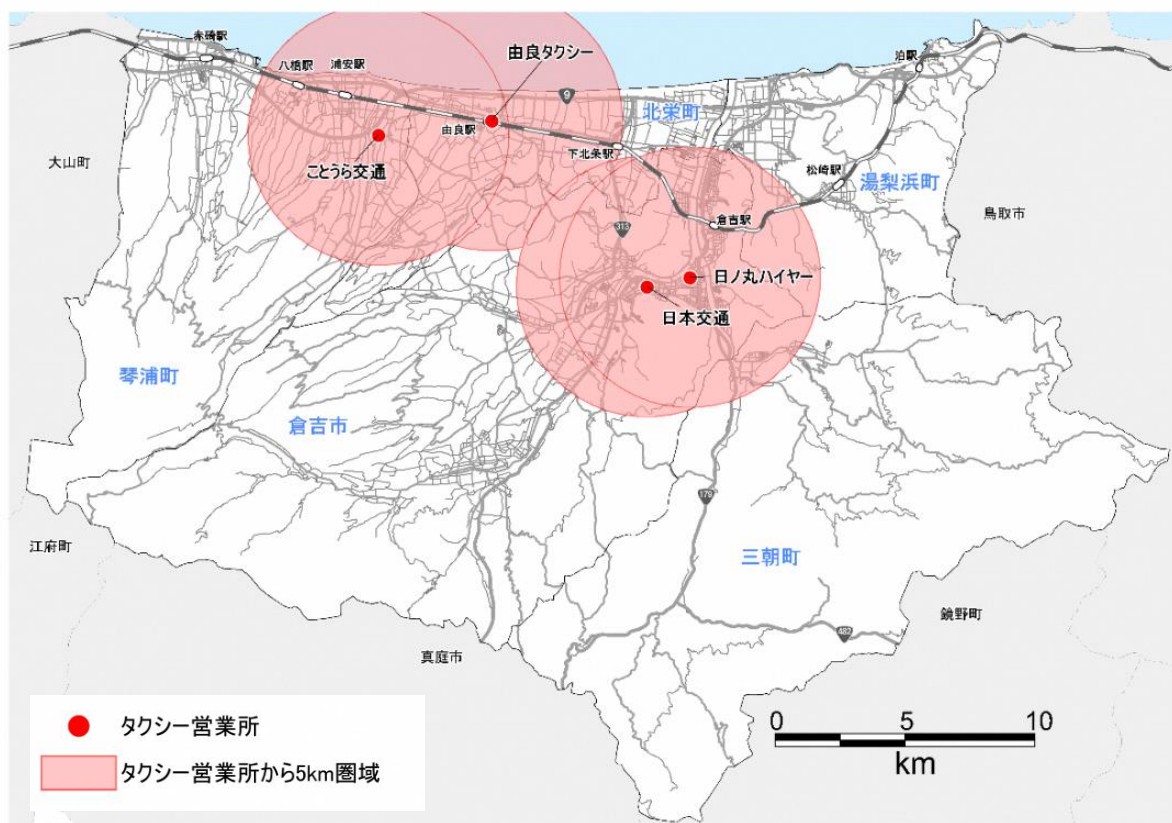 赤碕駅
八橋駅
浦安駅
由良タクシー
泊駅
9
北栄町
由良駅
下北条駅
大山町
ことうら交通
松崎駅
湯梨浜町
鳥取市
倉吉駅
313
日ノ丸ハイヤー
日本交通
琴浦町
倉吉市
179
江府町
三朝町
鏡野町
482
真庭市
タクシー営業所
タクシー営業所から5km圏域
0
5
10
km